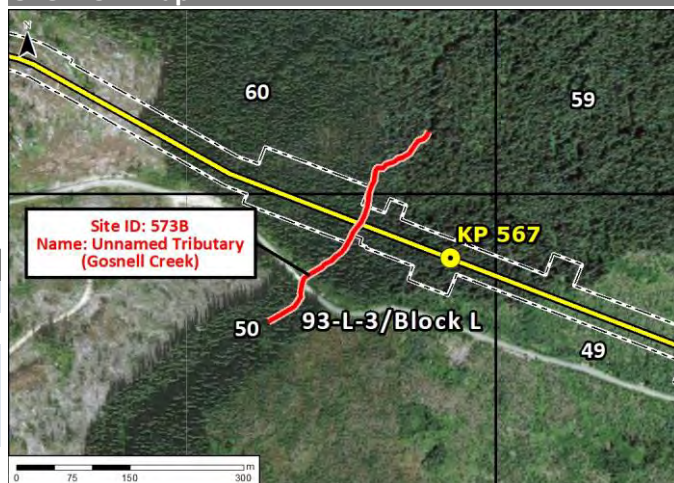 N
60
59
Site ID: 573B
Name: Unnamed Tributary
(Gosnell Creek)
KP 567
50
93-L-3/Block L
49
m
0 75 150 300